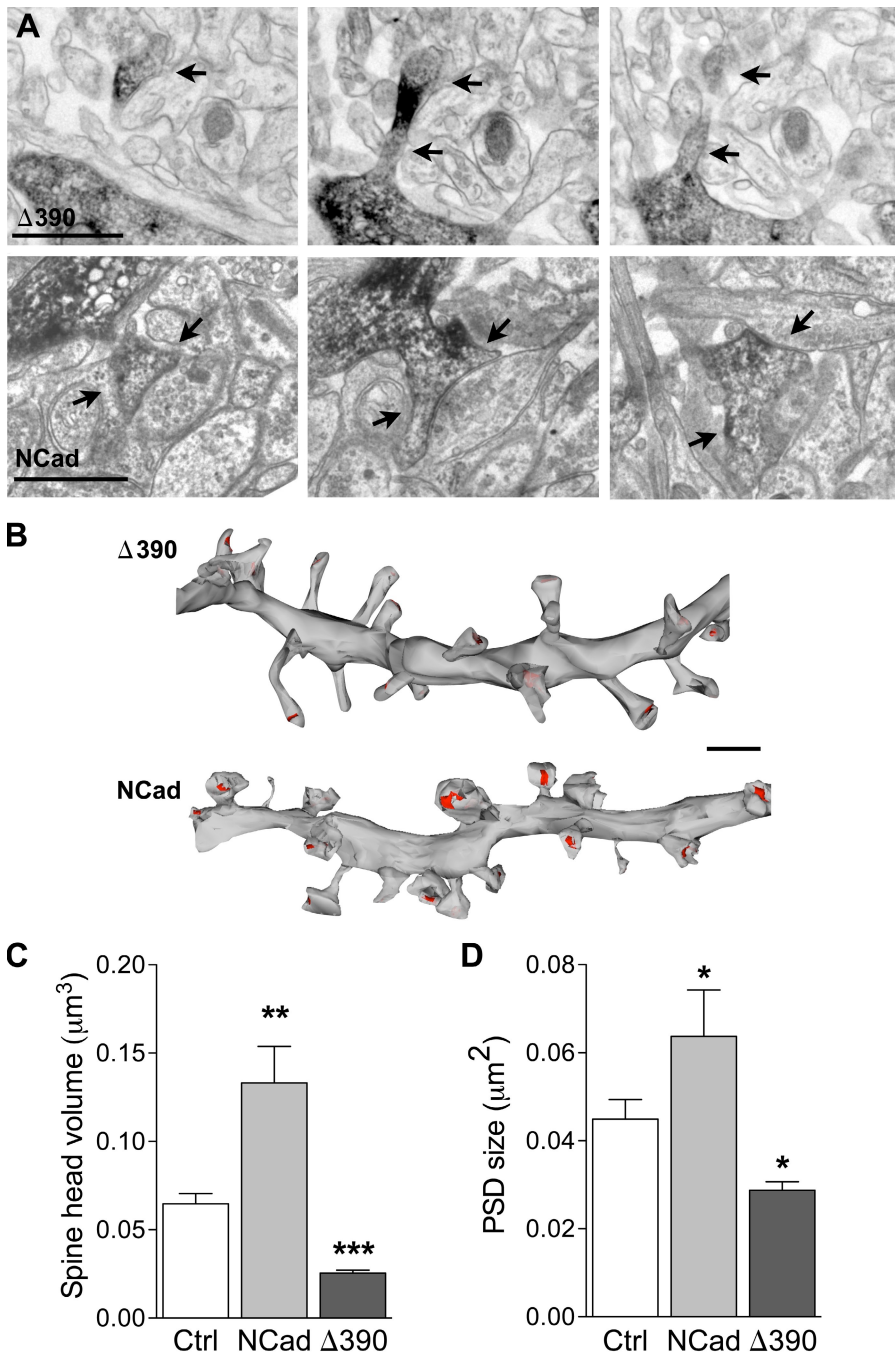 A
Δ390
NCad
B
Δ390
NCad
C
Spine head volume (μm³)
0.20
0.15
0.10
0.05
0.00
**
***
Ctrl NCad Δ390
D
PSD size (μm²)
0.08
0.06
0.04
0.02
0.00
*
*
Ctrl NCad Δ390